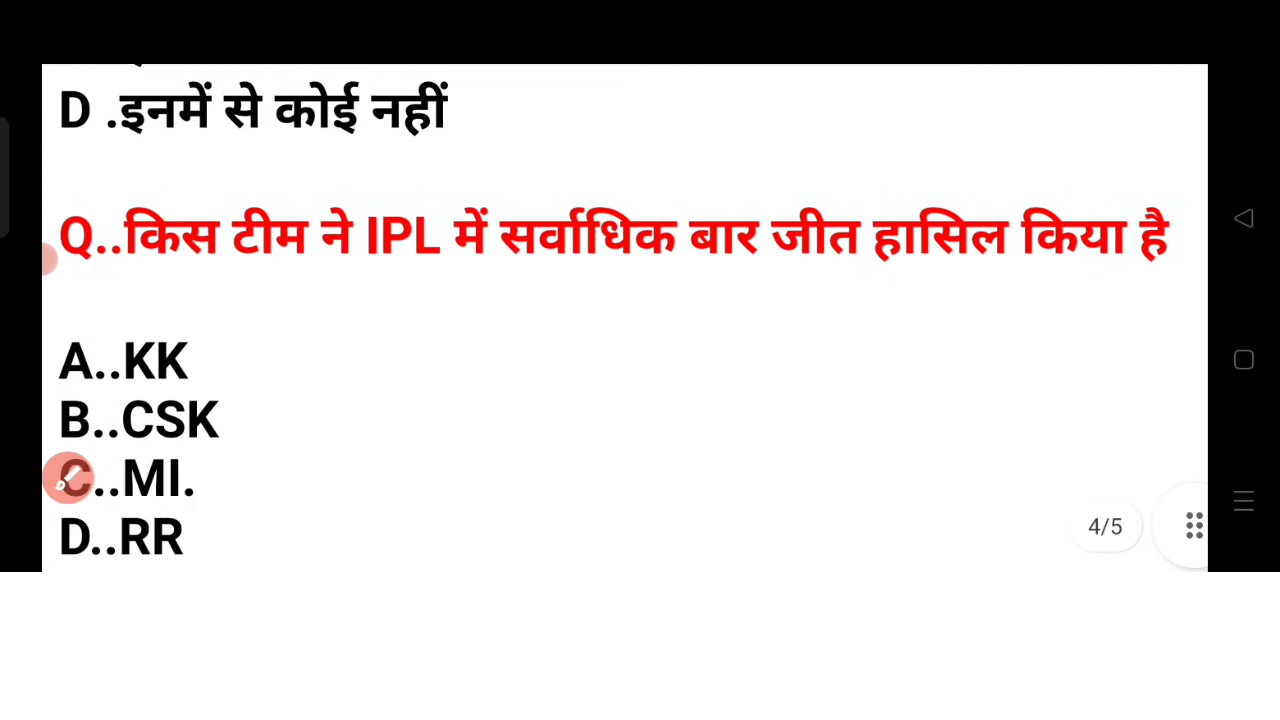 D .इनमें से कोई नहीं
Q..किस टीम ने IPL में सर्वाधिक बार जीत हासिल किया है
A..KK
B..CSK
C..MI.
D..RR
4/5